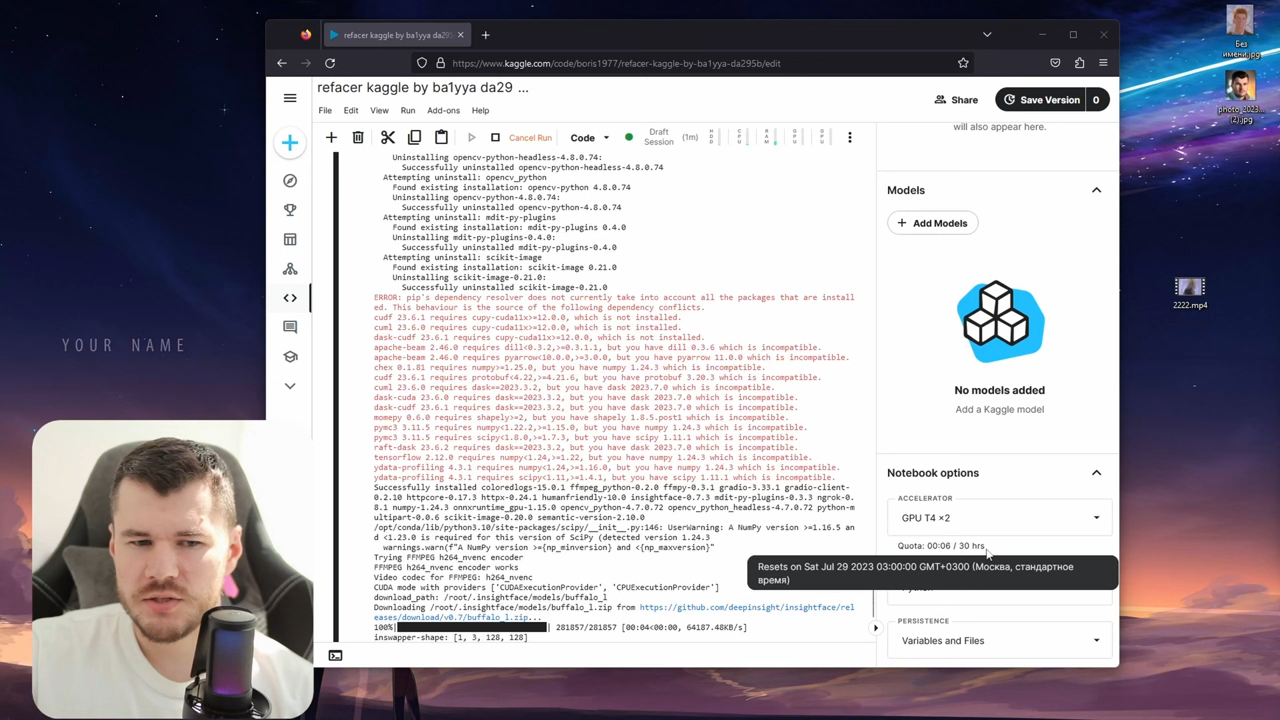 refacer kaggle by ba1yya da295
https://www.kaggle.com/code/boris1977/refacer-kaggle-by-ba1yya-da295b/edit
refacer kaggle by ba1yya da29 ...
File Edit View Run Add-ons Help
Share
Save Version 0
Cancel Run
Code
Draft
Session
(1m)
HDD
CPU
RAM
GPU
GPU
Uninstalling opencv-python-headless-4.8.0.74:
Successfully uninstalled opencv-python-headless-4.8.0.74
Attempting uninstall: opencv_python
Found existing installation: opencv-python 4.8.0.74
Uninstalling opencv-python-4.8.0.74:
Successfully uninstalled opencv-python-4.8.0.74
Attempting uninstall: mdit-py-plugins
Found existing installation: mdit-py-plugins 0.4.0
Uninstalling mdit-py-plugins-0.4.0:
Successfully uninstalled mdit-py-plugins-0.4.0
Attempting uninstall: scikit-image
Found existing installation: scikit-image 0.21.0
Uninstalling scikit-image-0.21.0:
Successfully uninstalled scikit-image-0.21.0
ERROR: pip's dependency resolver does not currently take into account all the packages that are install
ed. This behaviour is the source of the following dependency conflicts.
cudf 23.6.1 requires cupy-cuda11x>=12.0.0, which is not installed.
cuml 23.6.0 requires cupy-cuda11x>=12.0.0, which is not installed.
dask-cudf 23.6.1 requires cupy-cuda11x>=12.0.0, which is not installed.
apache-beam 2.46.0 requires dill<0.3.2,>=0.3.1.1, but you have dill 0.3.6 which is incompatible.
apache-beam 2.46.0 requires pyarrow<10.0.0,>=3.0.0, but you have pyarrow 11.0.0 which is incompatible.
chex 0.1.81 requires numpy>=1.25.0, but you have numpy 1.24.3 which is incompatible.
cudf 23.6.1 requires protobuf<4.22,>=4.21.6, but you have protobuf 3.20.3 which is incompatible.
cuml 23.6.0 requires dask==2023.3.2, but you have dask 2023.7.0 which is incompatible.
dask-cuda 23.6.0 requires dask==2023.3.2, but you have dask 2023.7.0 which is incompatible.
dask-cudf 23.6.1 requires dask==2023.3.2, but you have dask 2023.7.0 which is incompatible.
momepy 0.6.0 requires shapely>=2, but you have shapely 1.8.5.post1 which is incompatible.
pymc3 3.11.5 requires numpy<1.22.2,>=1.15.0, but you have numpy 1.24.3 which is incompatible.
pymc3 3.11.5 requires scipy<1.8.0,>=1.7.3, but you have scipy 1.11.1 which is incompatible.
raft-dask 23.6.2 requires dask==2023.3.2, but you have dask 2023.7.0 which is incompatible.
tensorflow 2.12.0 requires numpy<1.24,>=1.22, but you have numpy 1.24.3 which is incompatible.
ydata-profiling 4.3.1 requires numpy<1.24,>=1.16.0, but you have numpy 1.24.3 which is incompatible.
ydata-profiling 4.3.1 requires scipy<1.11,>=1.4.1, but you have scipy 1.11.1 which is incompatible.
Successfully installed coloredlogs-15.0.1 ffmpeg_python-0.2.0 ffmpy-0.3.1 gradio-3.33.1 gradio-client-
0.2.10 httpcore-0.17.3 httpx-0.24.1 humanfriendly-10.0 insightface-0.7.3 mdit-py-plugins-0.3.3 ngrok-0.
8.1 numpy-1.24.3 onnxruntime_gpu-1.15.0 opencv_python-4.7.0.72 opencv_python_headless-4.7.0.72 python-m
ultipart-0.0.6 scikit-image-0.20.0 semantic-version-2.10.0
/opt/conda/lib/python3.10/site-packages/scipy/__init__.py:146: UserWarning: A NumPy version >=1.16.5 an
d <1.23.0 is required for this version of SciPy (detected version 1.24.3
warnings.warn(f"A NumPy version >={np_minversion} and <{np_maxversion}"
Trying FFMPEG h264_nvenc encoder
FFMPEG h264_nvenc encoder works
Video codec for FFMPEG: h264_nvenc
CUDA mode with providers ['CUDAExecutionProvider', 'CPUExecutionProvider']
download_path: /root/.insightface/models/buffalo_l
Downloading /root/.insightface/models/buffalo_l.zip from https://github.com/deepinsight/insightface/rel
eases/download/v0.7/buffalo_l.zip...
100%| | 281857/281857 [00:04<00:00, 64187.48KB/s]
inswapper-shape: [1, 3, 128, 128]
will also appear here.
Models
Add Models
No models added
Add a Kaggle model
Notebook options
ACCELERATOR
GPU T4 ×2
Quota: 00:06 / 30 hrs
Resets on Sat Jul 29 2023 03:00:00 GMT+0300 (Москва, стандартное
время)
PERSISTENCE
Variables and Files
Без
имени.jpg
photo_2023...
(2).jpg
2222.mp4
YOUR NAME